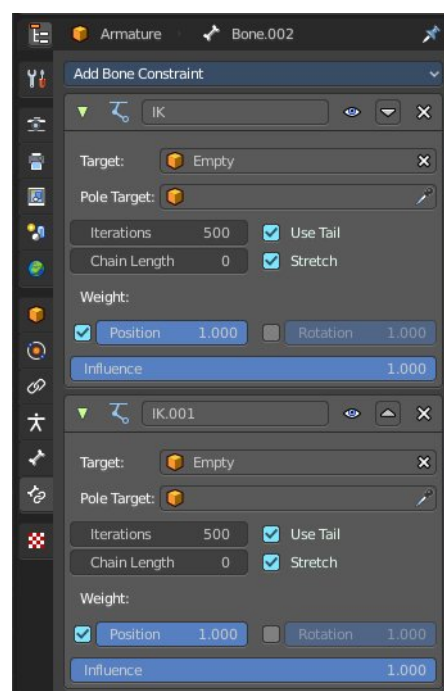 Armature Bone.002
Add Bone Constraint
IK
Target: Empty
Pole Target:
Iterations 500 Use Tail
Chain Length 0 Stretch
Weight:
Position 1.000 Rotation 1.000
Influence 1.000
IK.001
Target: Empty
Pole Target:
Iterations 500 Use Tail
Chain Length 0 Stretch
Weight:
Position 1.000 Rotation 1.000
Influence 1.000